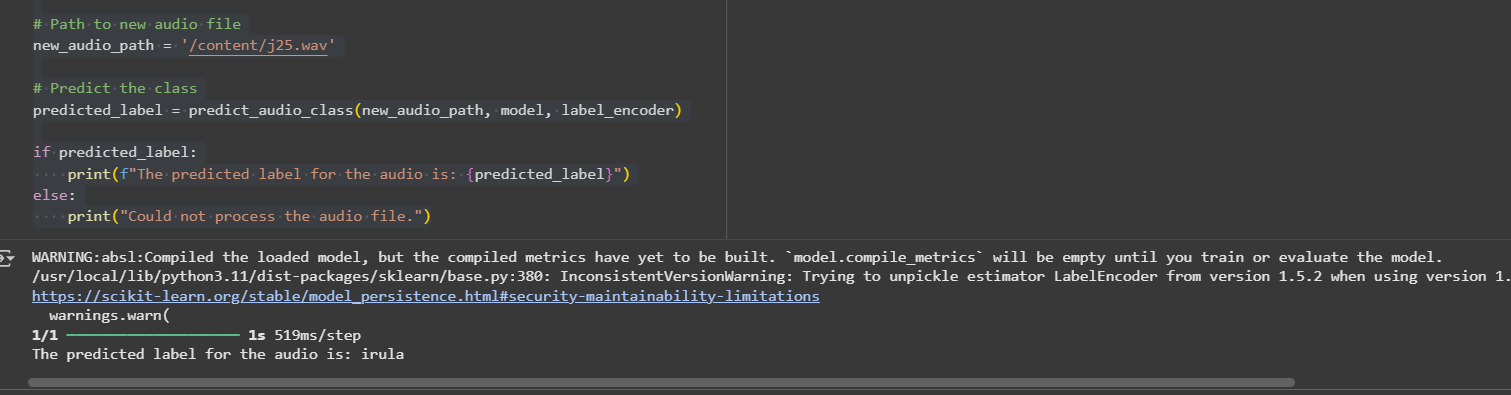 # Path to new audio file
new_audio_path = '/content/j25.wav'
# Predict the class
predicted_label = predict_audio_class(new_audio_path, model, label_encoder)
if predicted_label:
    print(f"The predicted label for the audio is: {predicted_label}")
else:
    print("Could not process the audio file.")
WARNING:absl:Compiled the loaded model, but the compiled metrics have yet to be built. `model.compile_metrics` will be empty until you train or evaluate the model.
/usr/local/lib/python3.11/dist-packages/sklearn/base.py:380: InconsistentVersionWarning: Trying to unpickle estimator LabelEncoder from version 1.5.2 when using version 1.
https://scikit-learn.org/stable/model_persistence.html#security-maintainability-limitations
  warnings.warn(
1/1 ━━━━━━━━━━━━━━━━━━━━ 1s 519ms/step
The predicted label for the audio is: irula